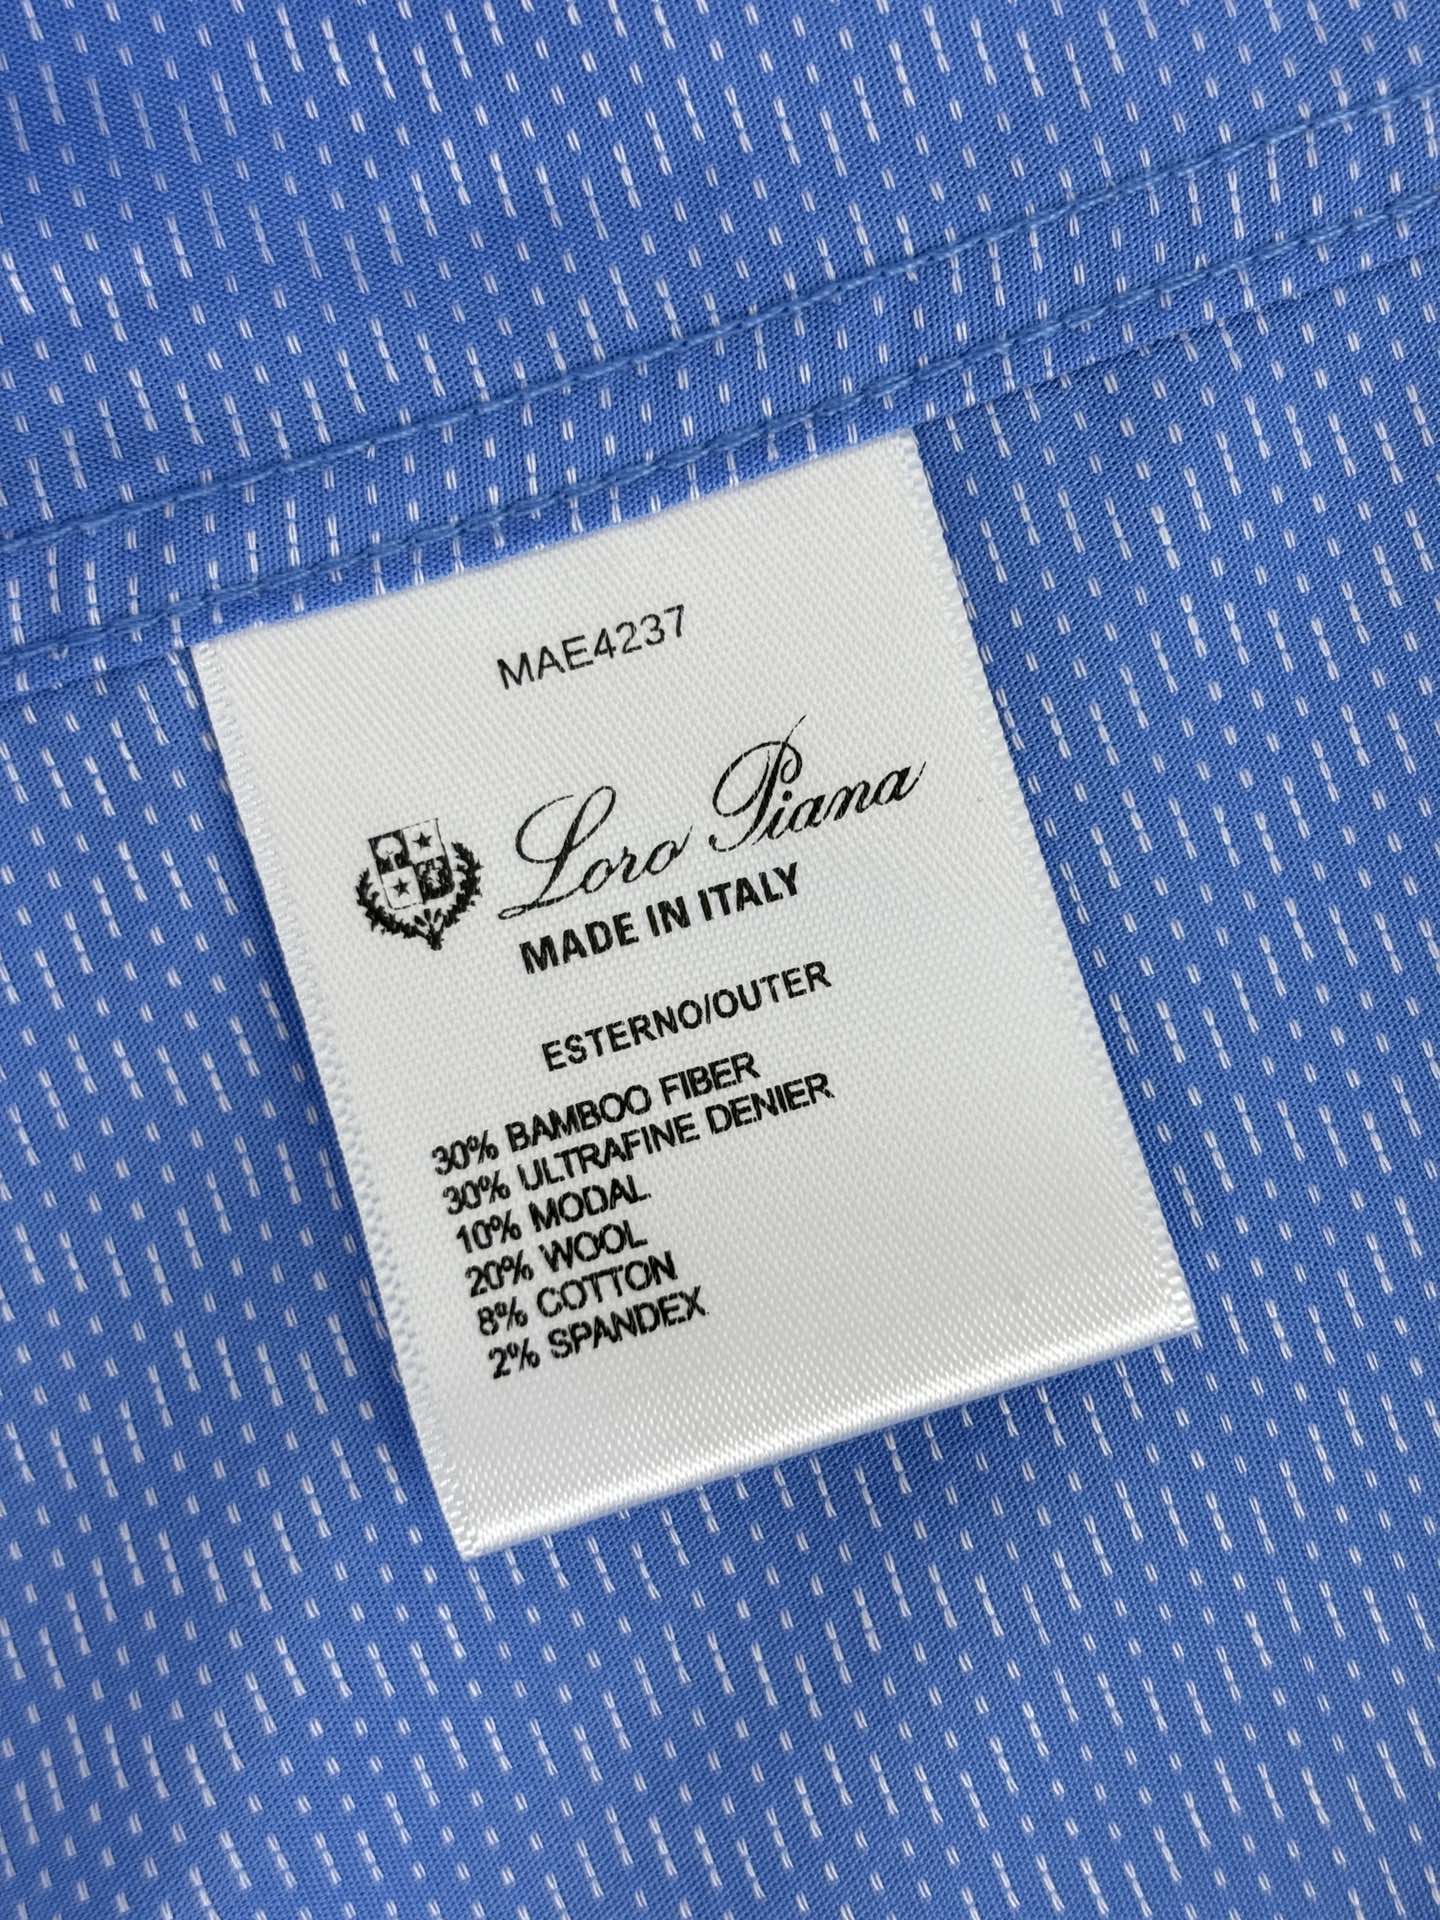 MAE4237
Loro Piana
MADE IN ITALY
ESTERNO/OUTER
30% BAMBOO FIBER
30% ULTRAFINE DENIER
10% MODAL
20% WOOL
8% COTTON
2% SPANDEX